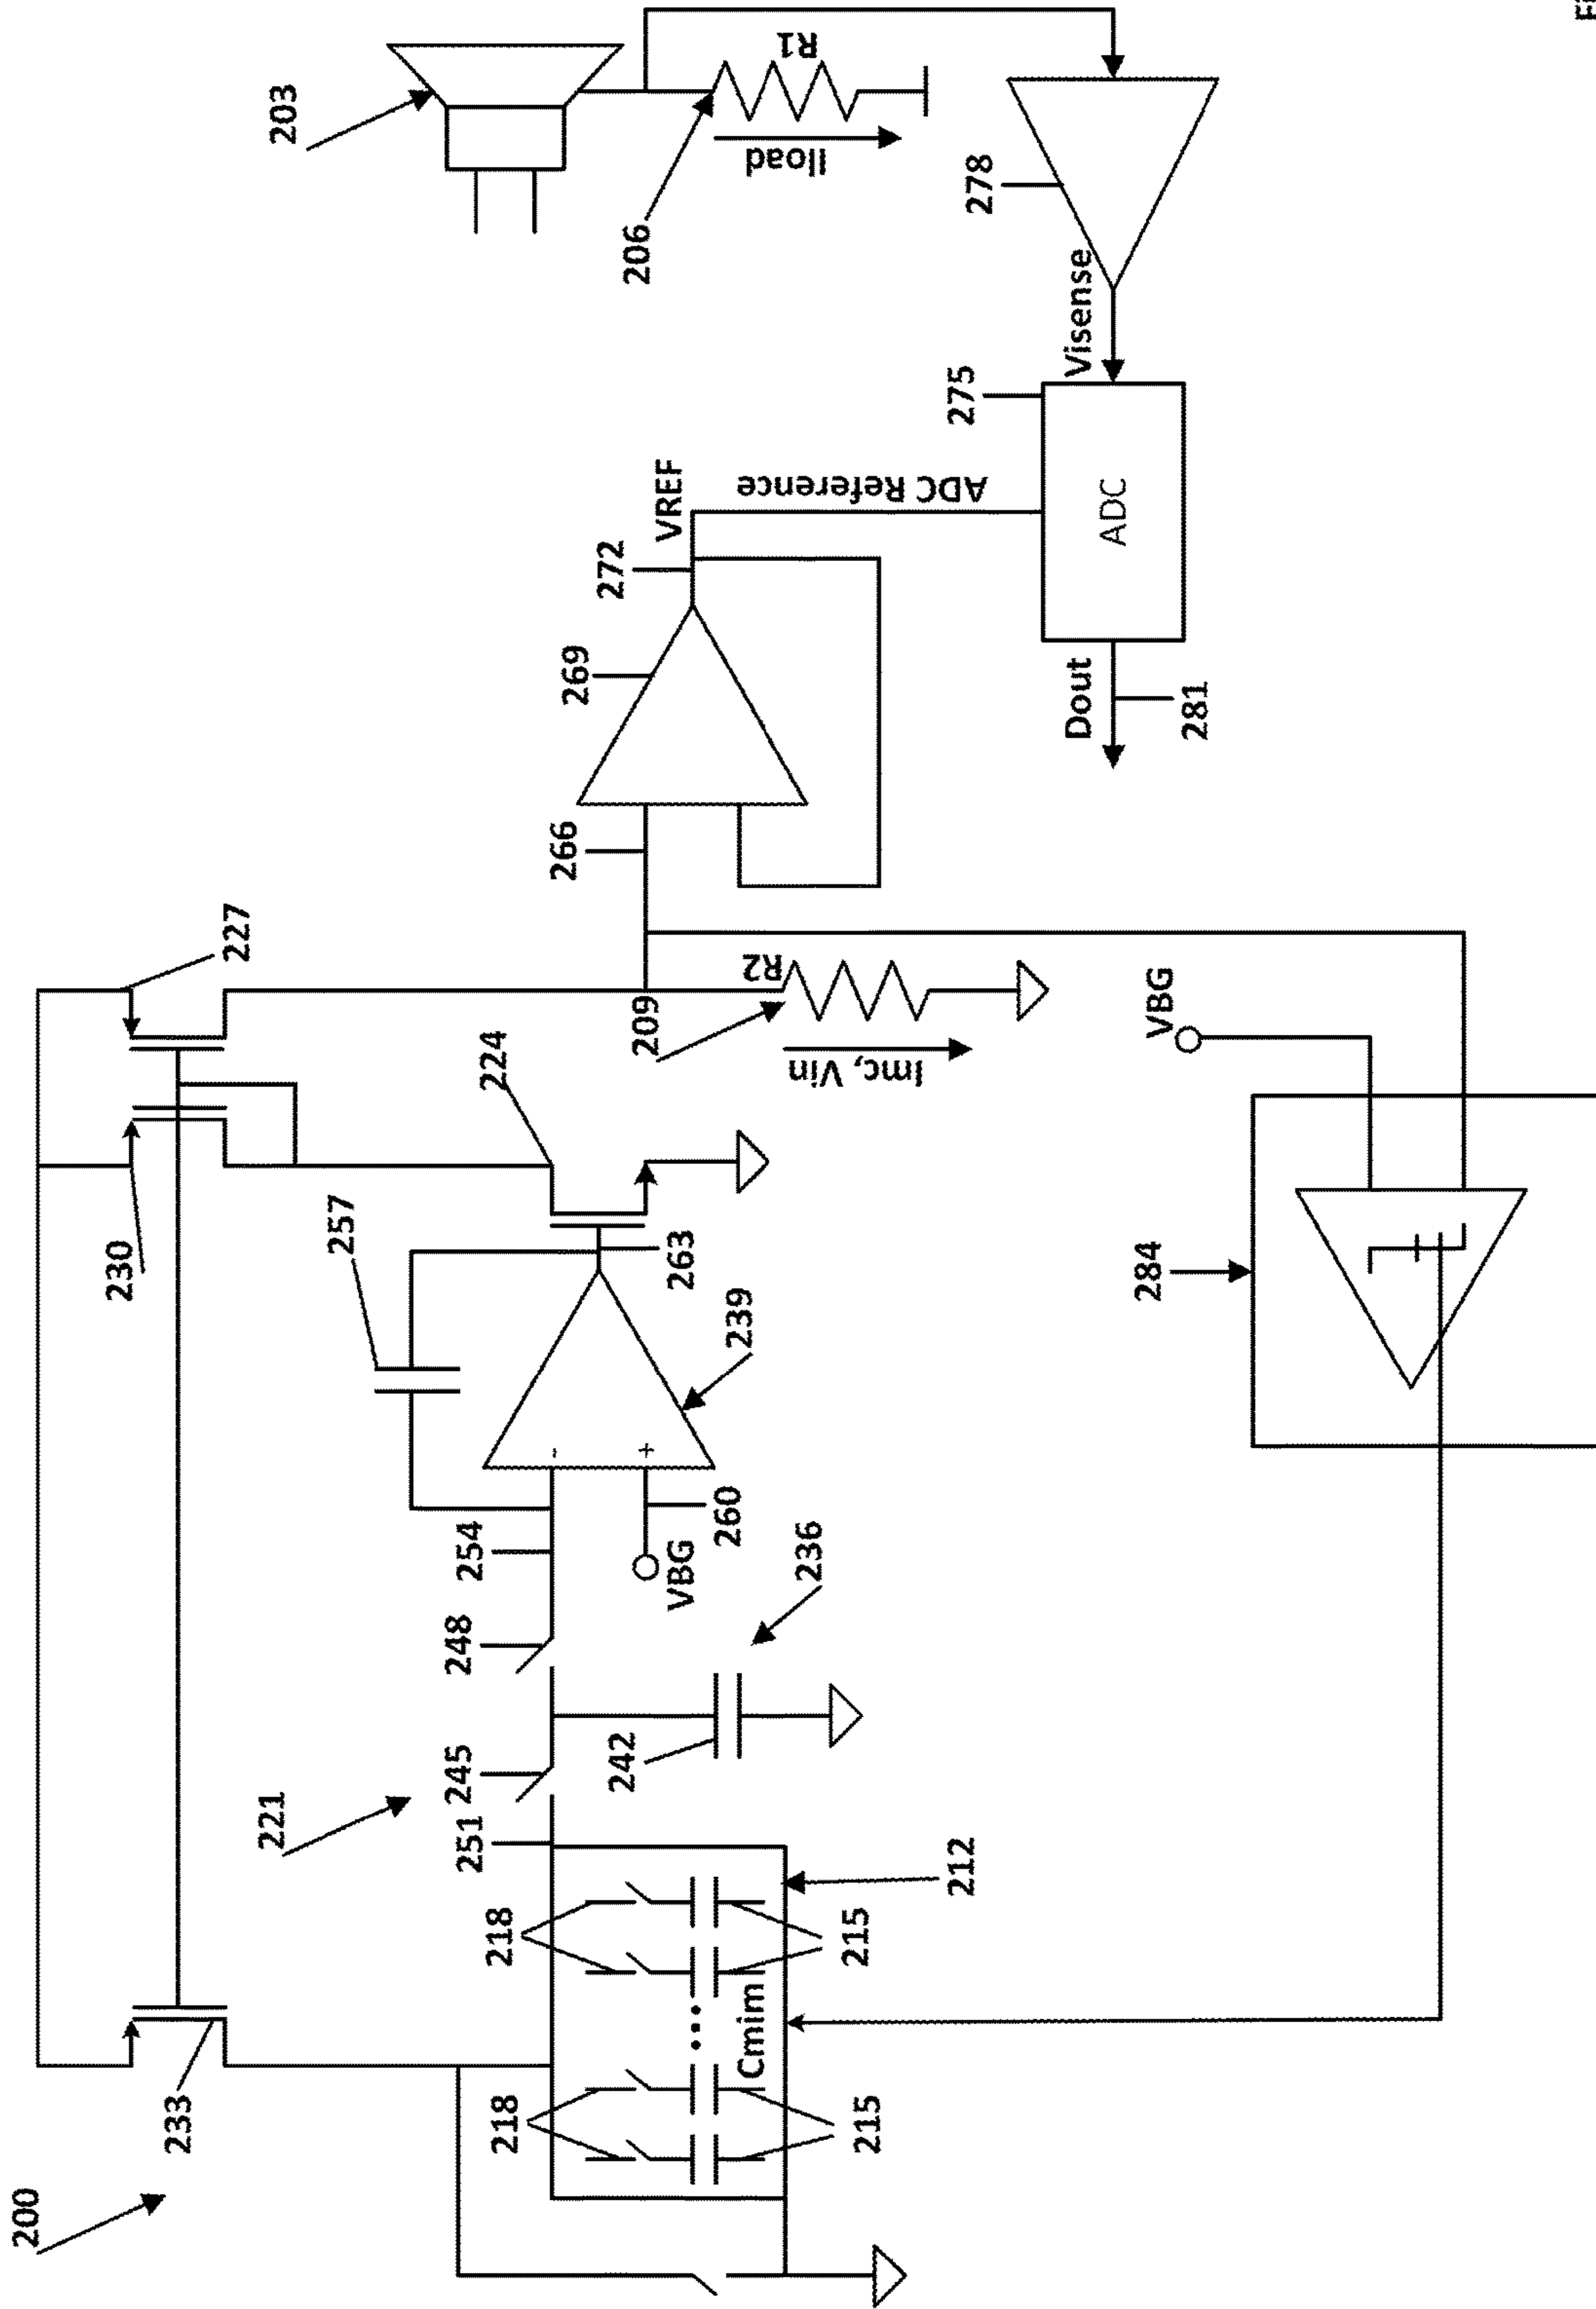 200
233
230
227
203
R1
Iload
206
221
257
224
209
R2
Imc, Vin
266
269
272
VREF
ADC Reference
275
278
Visense
ADC
Dout
281
218
218
251
245
248
254
-
+
263
239
260
VBG
236
242
215
215
Cmim
...
212
284
VBG